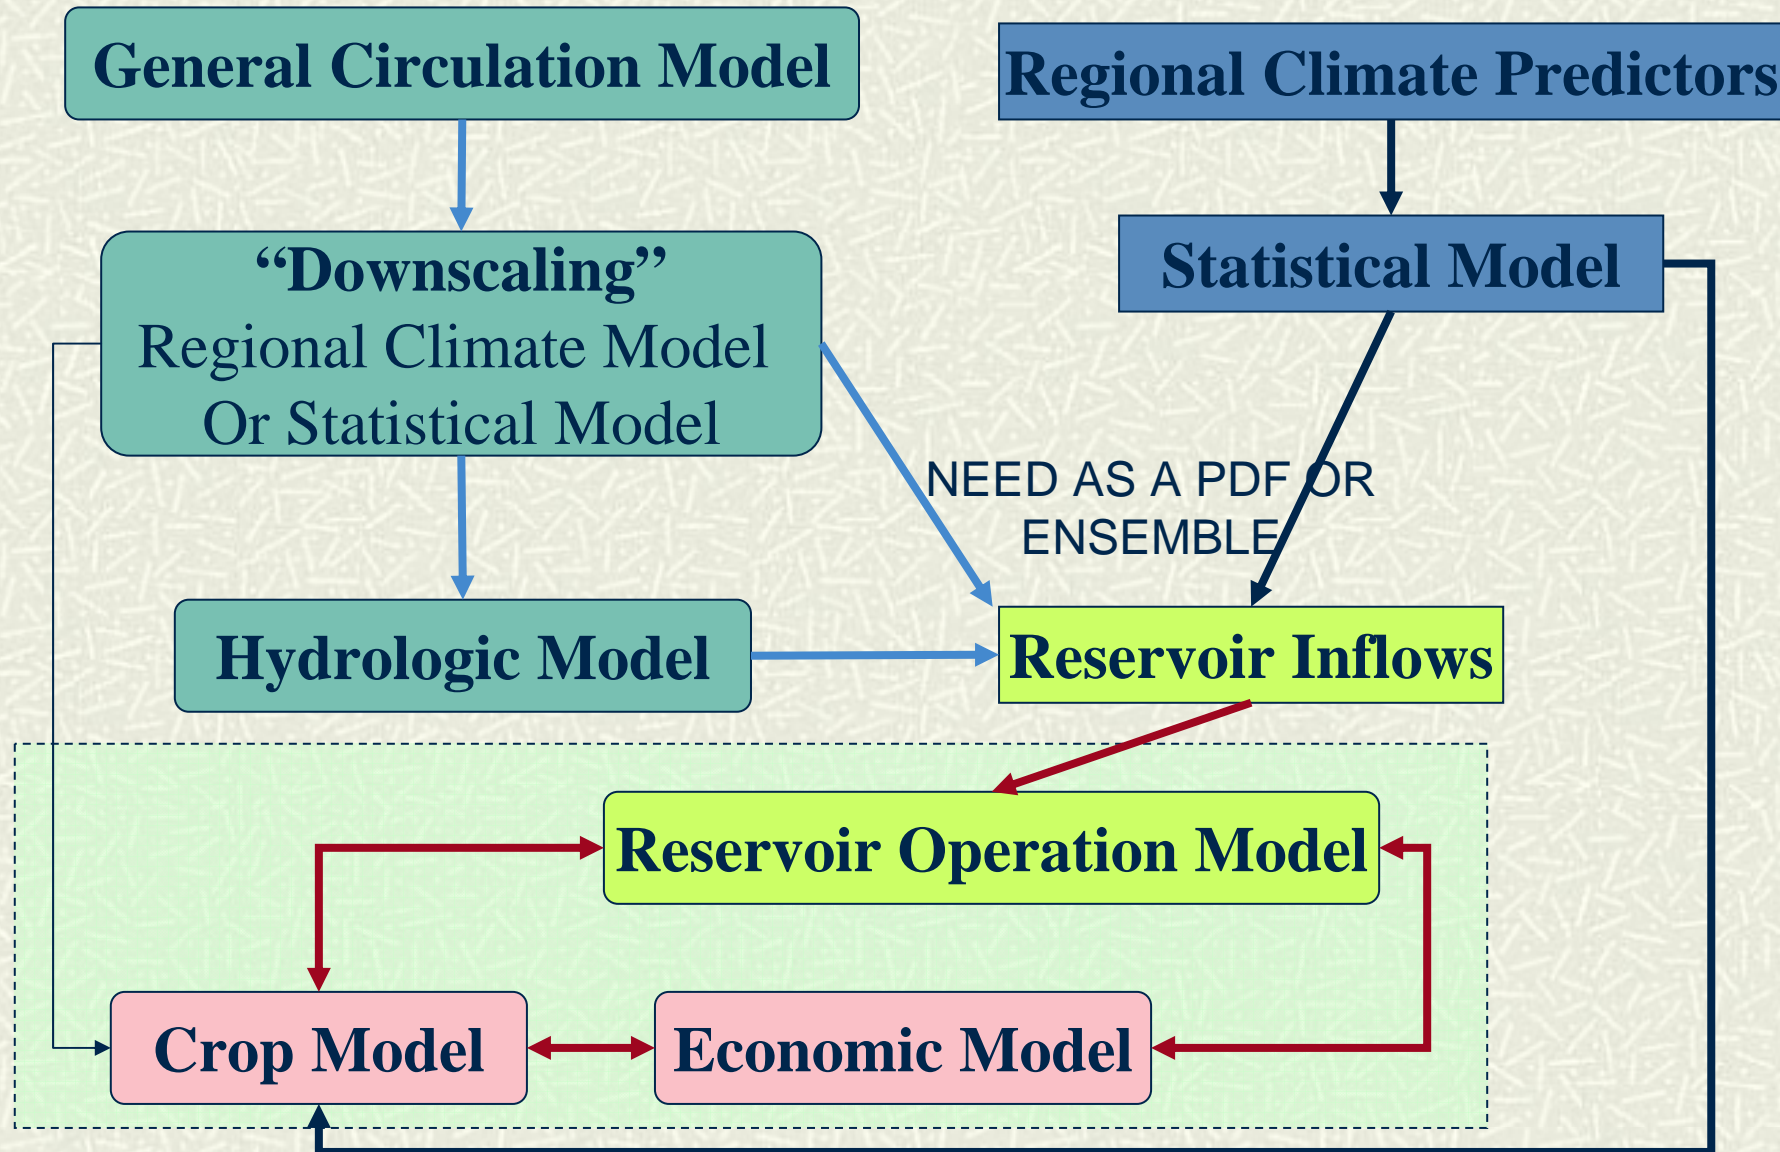 General Circulation Model
Regional Climate Predictors
“Downscaling”
Regional Climate Model
Or Statistical Model
Statistical Model
NEED AS A PDF OR
ENSEMBLE
Hydrologic Model
Reservoir Inflows
Reservoir Operation Model
Crop Model
Economic Model